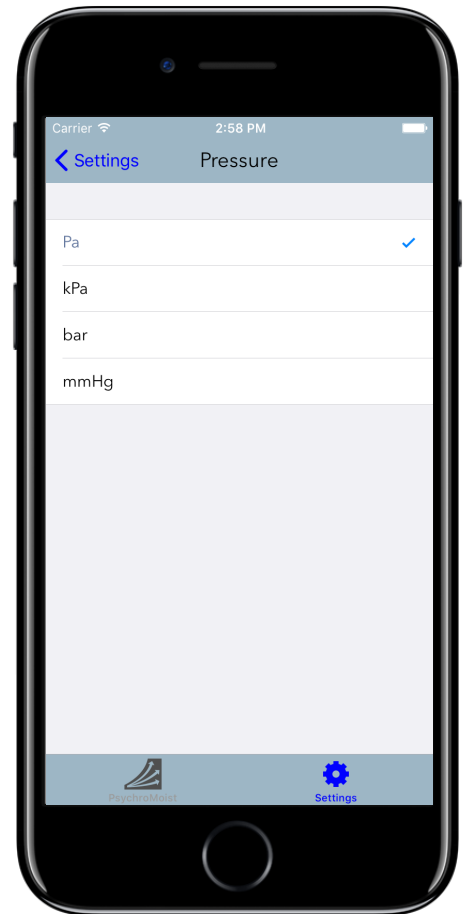 Carrier 2:58 PM
Settings Pressure
Pa
kPa
bar
mmHg
PsychroMoist Settings